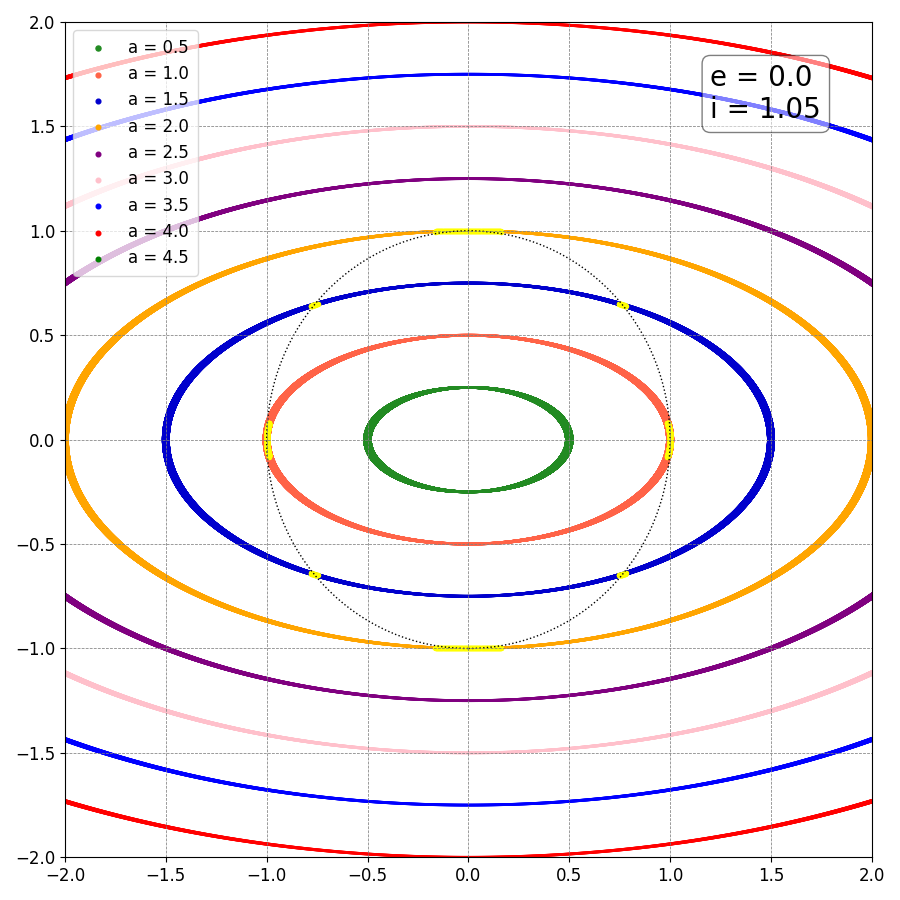 2.0
1.5
1.0
0.5
0.0
−0.5
−1.0
−1.5
−2.0
a = 0.5
a = 1.0
a = 1.5
a = 2.0
a = 2.5
a = 3.0
a = 3.5
a = 4.0
a = 4.5
e = 0.0
i = 1.05
−2.0 −1.5 −1.0 −0.5 0.0 0.5 1.0 1.5 2.0